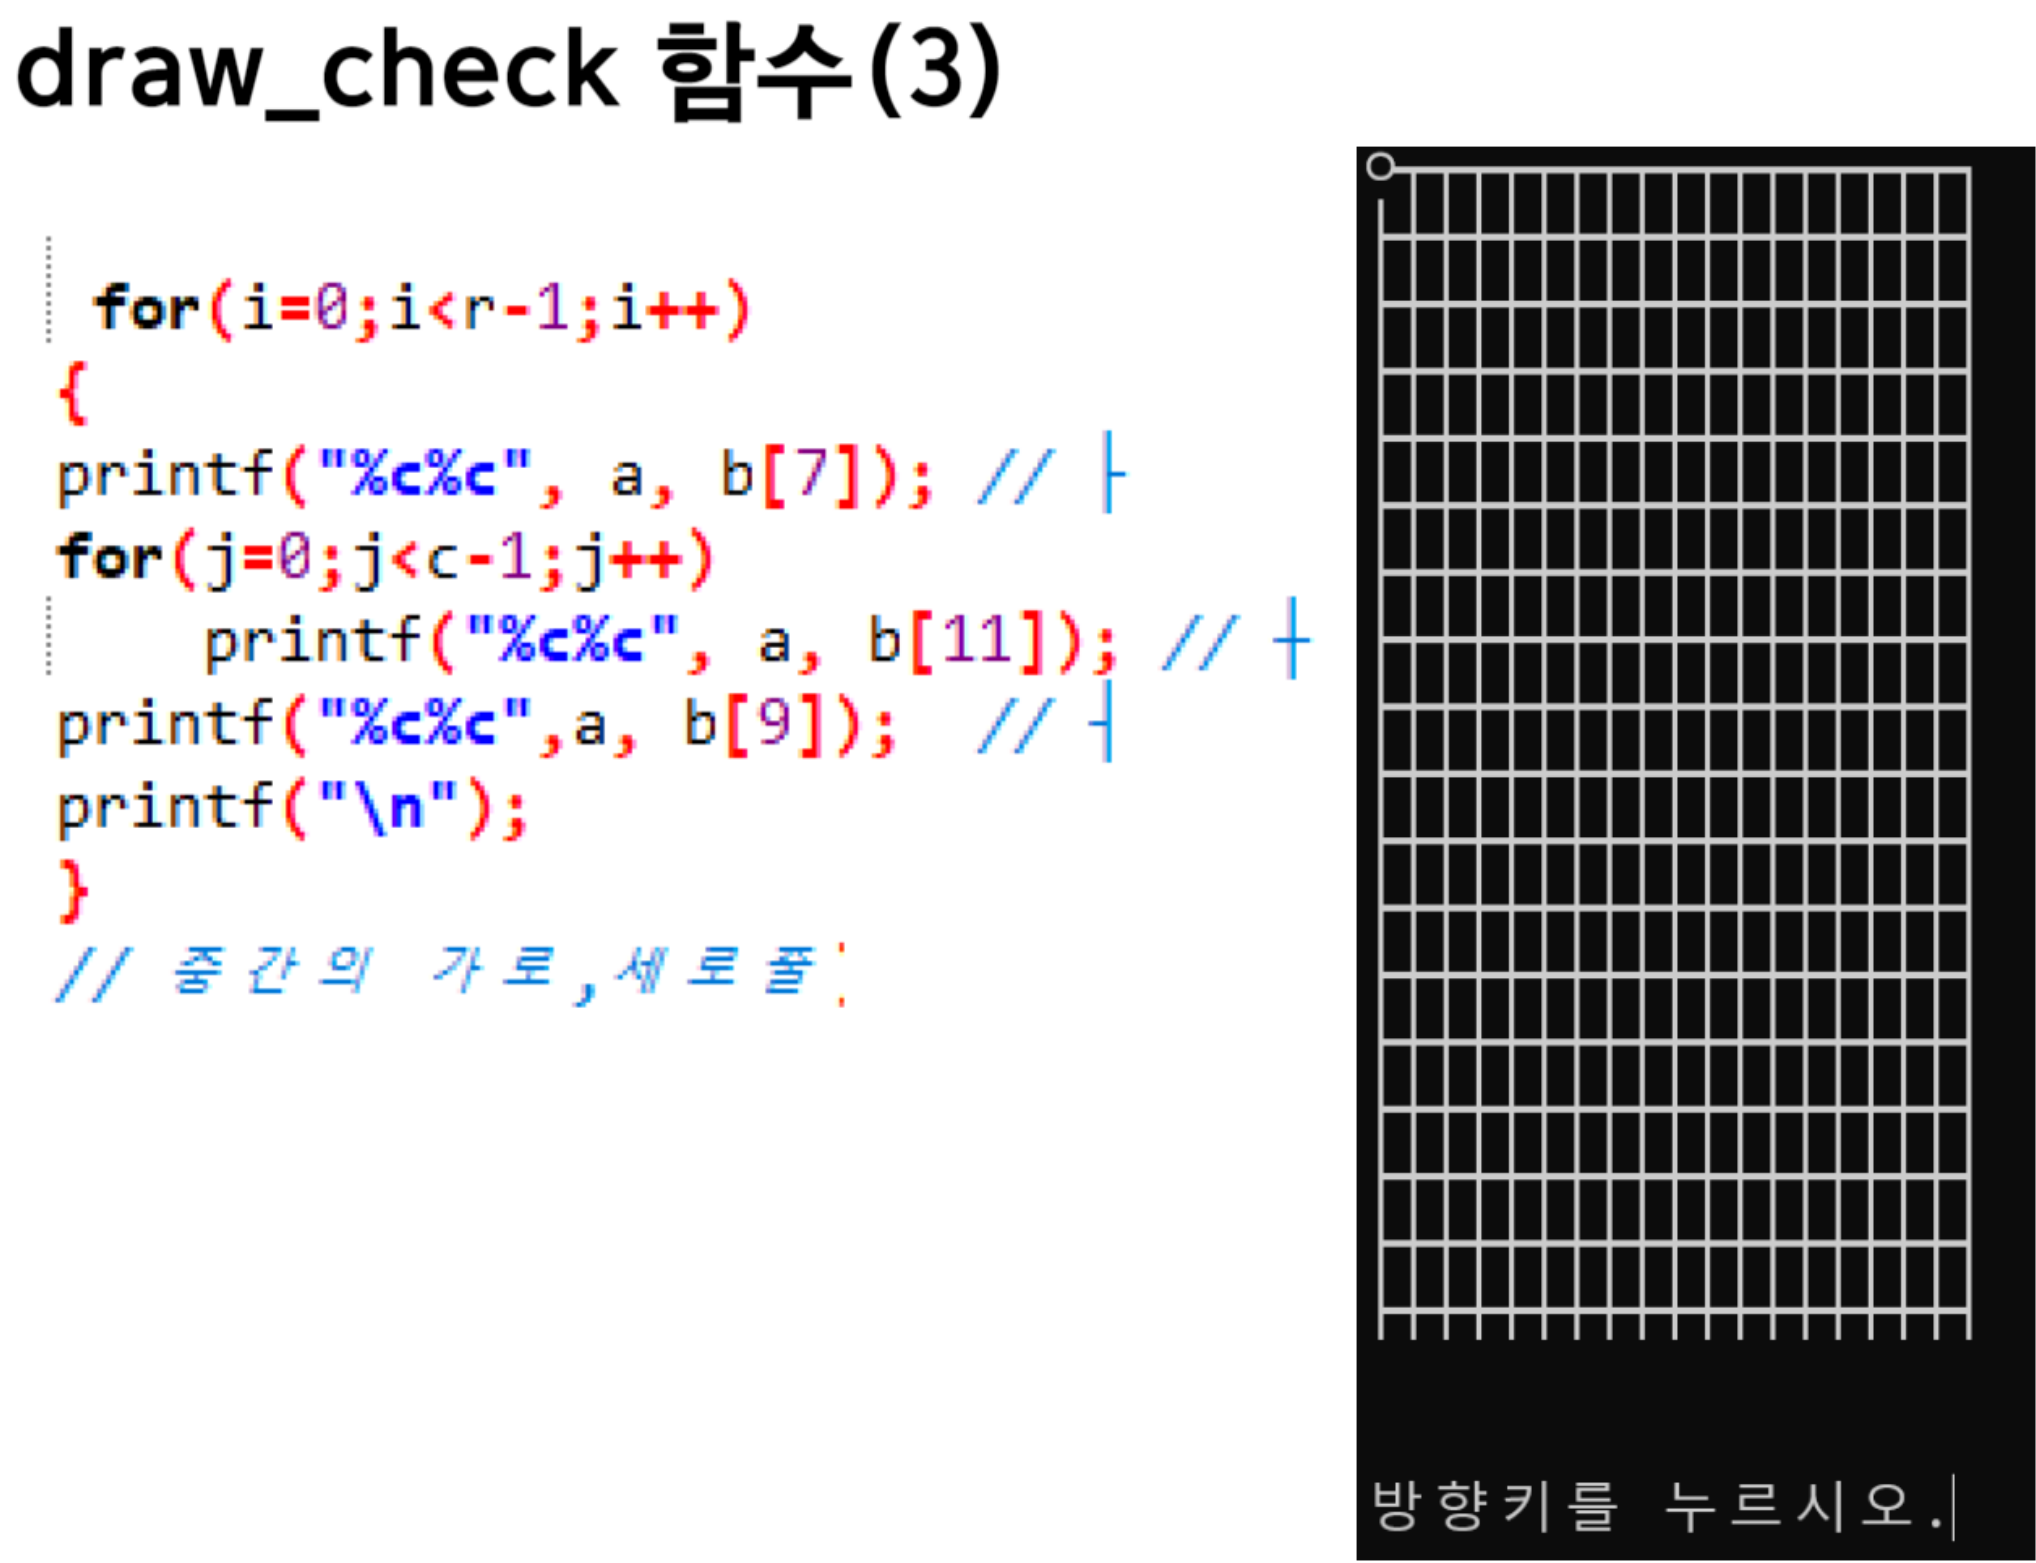 draw_check 함수(3)
for(i=0;i<r-1;i++)
{
printf("%c%c", a, b[7]); // ├
for(j=0;j<c-1;j++)
printf("%c%c", a, b[11]); // ┼
printf("%c%c",a, b[9]); // ┤
printf("\n");
}
// 중간의 가로,세로줄
방향키를 누르시오.